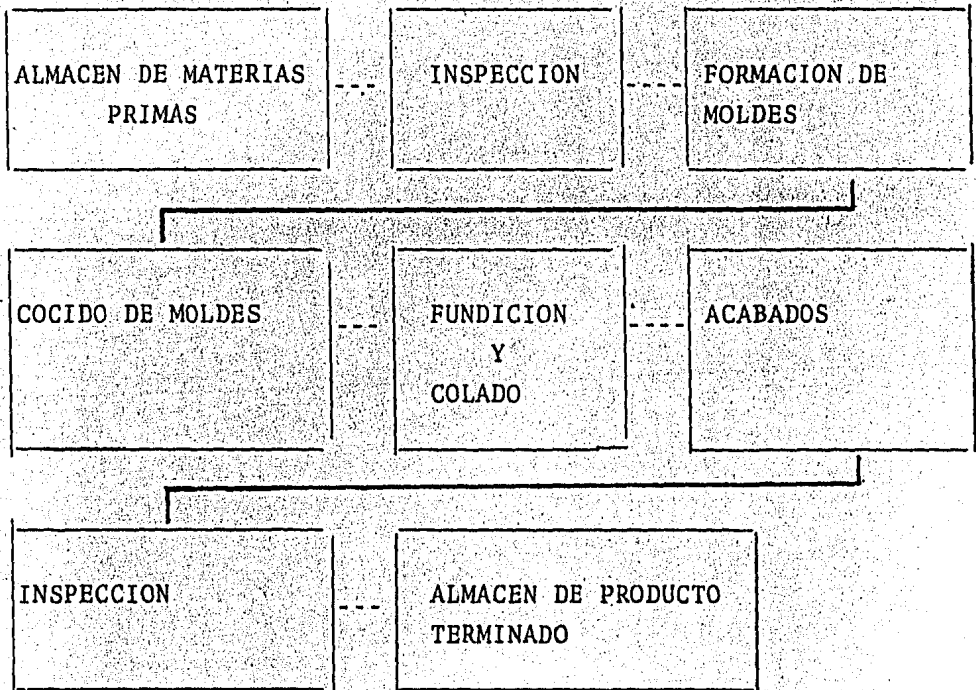 ALMACEN DE MATERIAS
PRIMAS
INSPECCION
FORMACION DE
MOLDES
COCIDO DE MOLDES
FUNDICION
Y
COLADO
ACABADOS
INSPECCION
ALMACEN DE PRODUCTO
TERMINADO